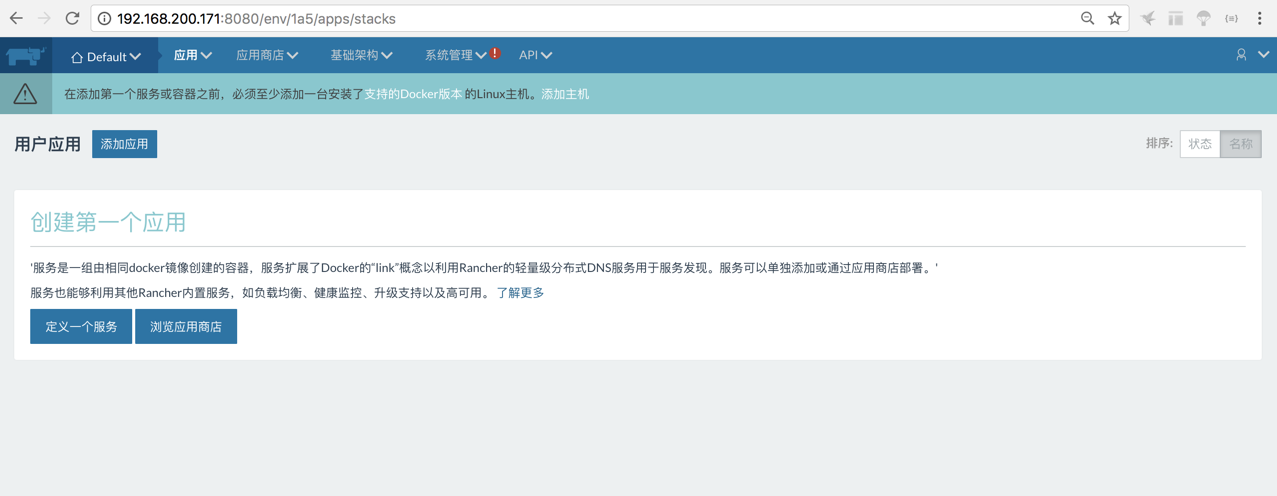 192.168.200.171:8080/env/1a5/apps/stacks
Default 应用 应用商店 基础架构 系统管理 ! API
在添加第一个服务或容器之前，必须至少添加一台安装了支持的Docker版本 的Linux主机。添加主机
用户应用 添加应用 排序: 状态 名称
创建第一个应用
'服务是一组由相同docker镜像创建的容器，服务扩展了Docker的“link”概念以利用Rancher的轻量级分布式DNS服务用于服务发现。服务可以单独添加或通过应用商店部署。'
服务也能够利用其他Rancher内置服务，如负载均衡、健康监控、升级支持以及高可用。 了解更多
定义一个服务 浏览应用商店